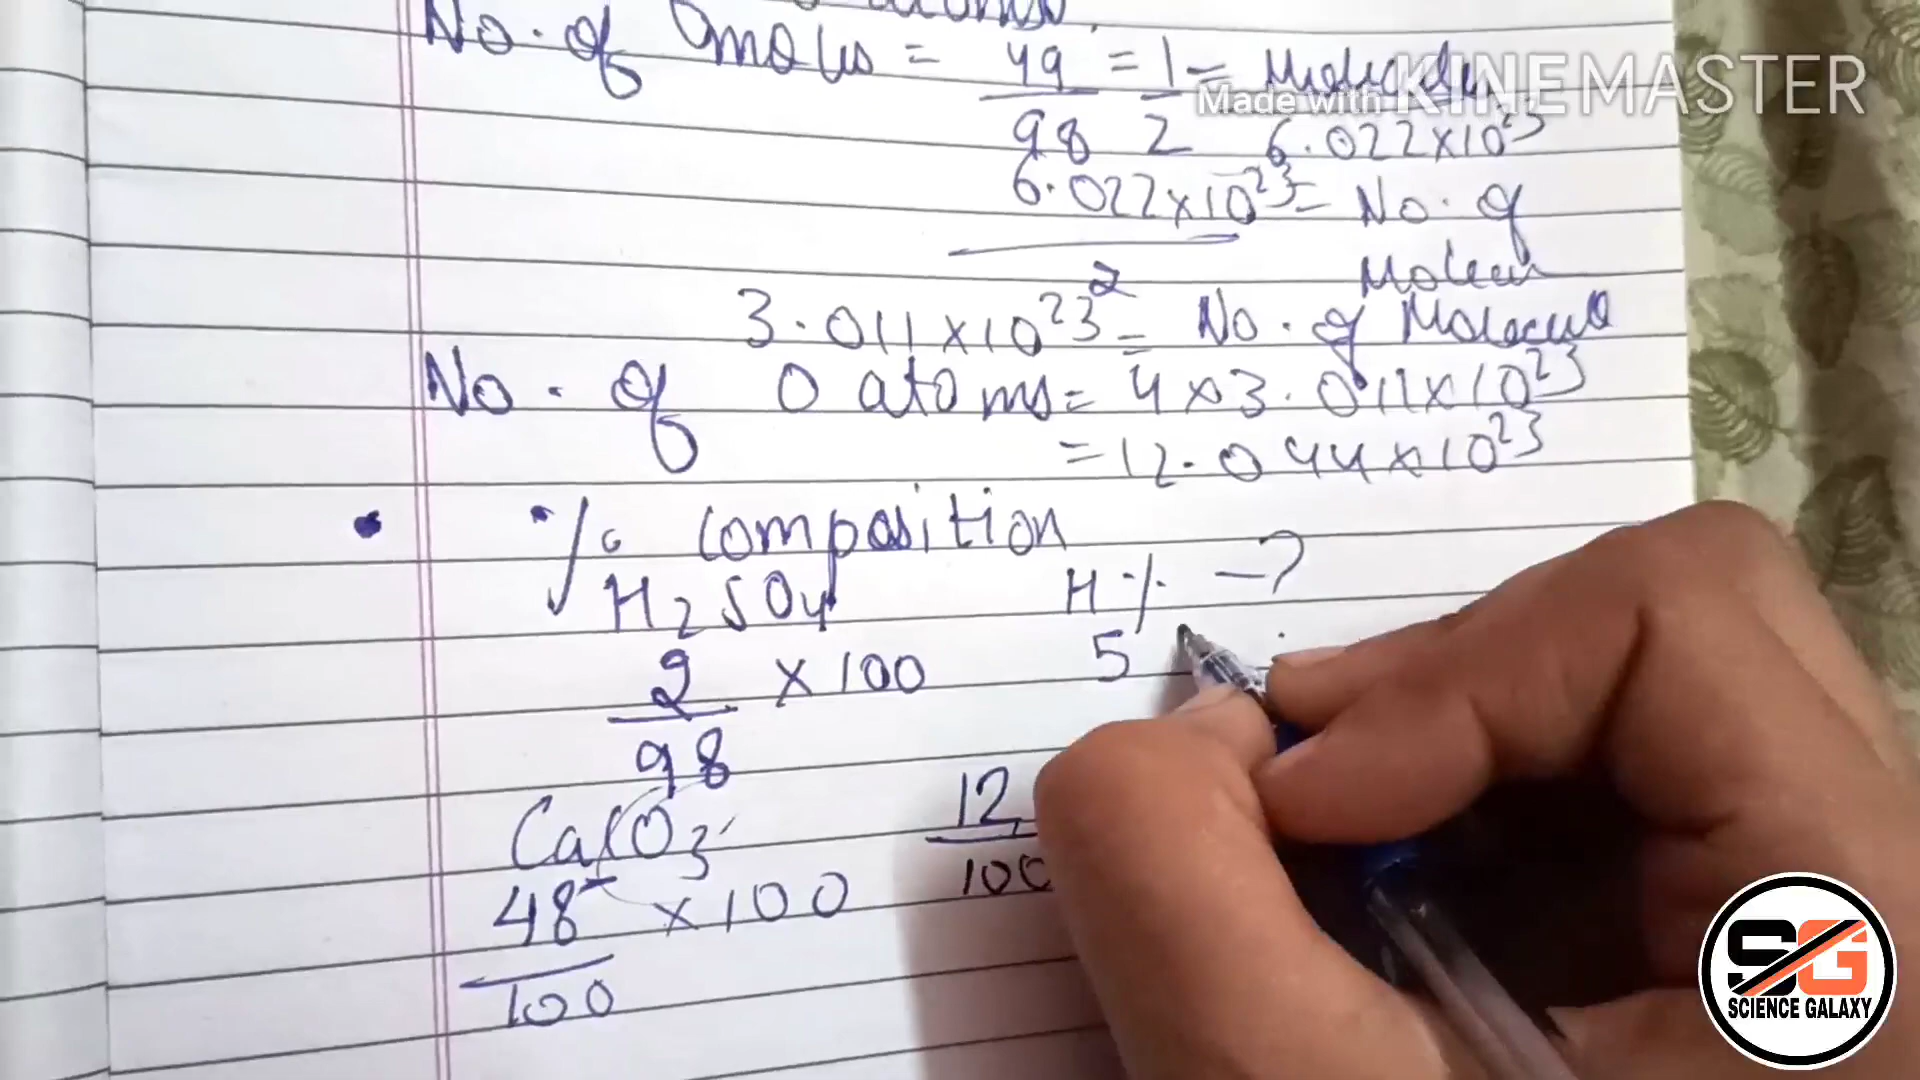 No. of moles = 49/98 = 1/2 =
Made with KINEMASTER
6.022×10²³
6.022×10²³/2 = No. of
3.011×10²³ = No. of Molecule
No. of O atoms = 4×3.011×10²³
=12.044×10²³
• % composition
H₂SO₄ H% –?
2/98 ×100 5
CaCO₃ 12/100
48/100 ×100
SG
SCIENCE GALAXY